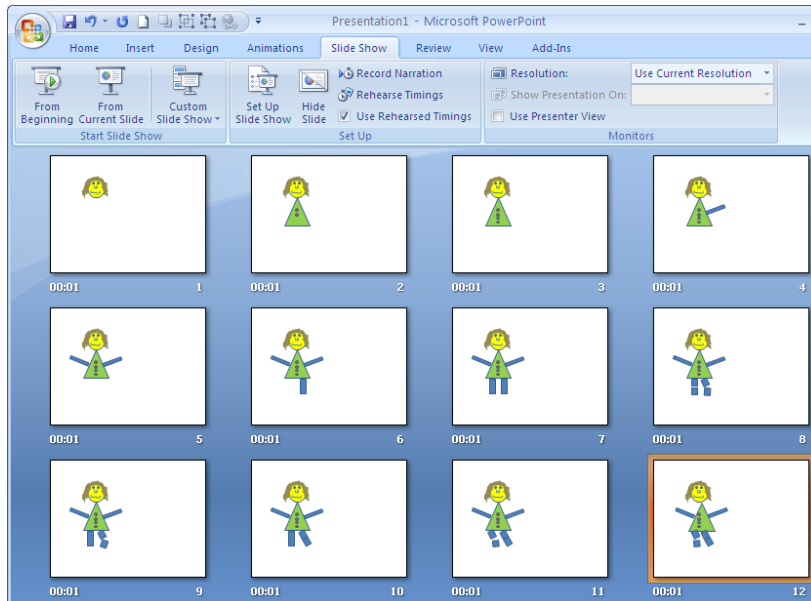 Presentation1 - Microsoft PowerPoint
Home Insert Design Animations Slide Show Review View Add-Ins
From Beginning
From Current Slide
Custom Slide Show
Start Slide Show
Set Up Slide Show
Hide Slide
Record Narration
Rehearse Timings
Use Rehearsed Timings
Set Up
Resolution: Use Current Resolution
Show Presentation On:
Use Presenter View
Monitors
00:01 1 00:01 2 00:01 3 00:01 4
00:01 5 00:01 6 00:01 7 00:01 8
00:01 9 00:01 10 00:01 11 00:01 12